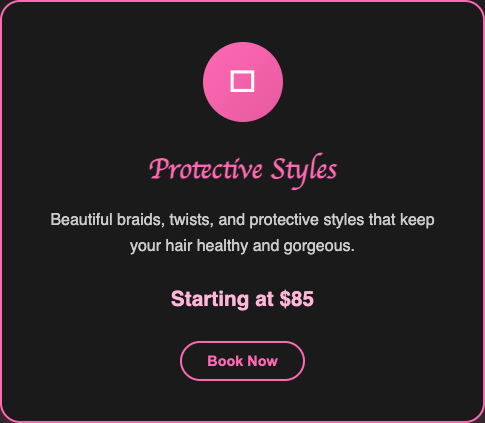 Protective Styles
Beautiful braids, twists, and protective styles that keep
your hair healthy and gorgeous.
Starting at $85
Book Now